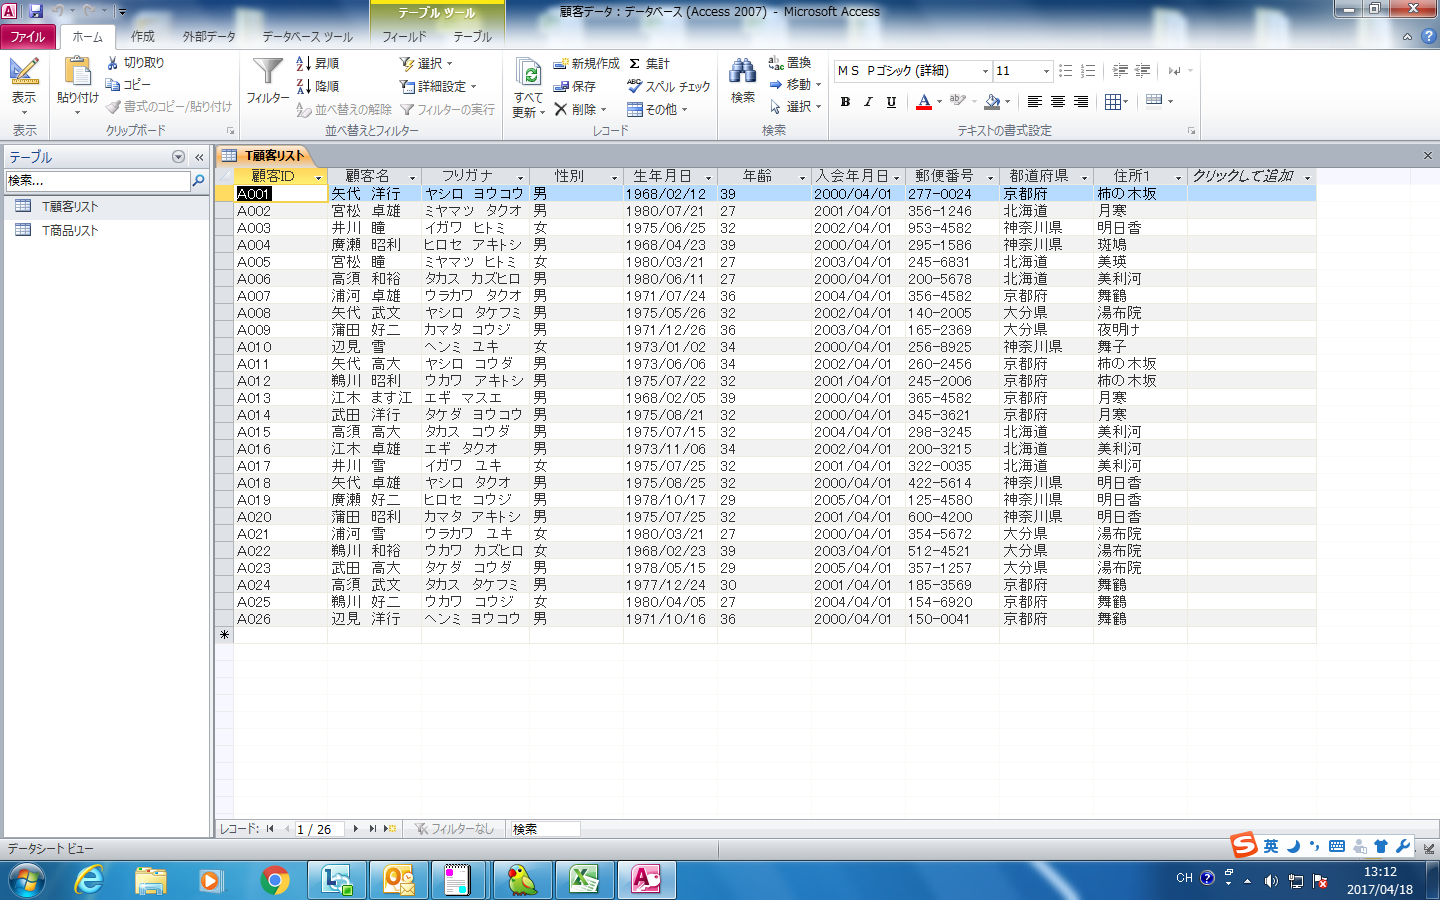 テーブル ツール
顧客データ : データベース (Access 2007) - Microsoft Access
ファイル ホーム 作成 外部データ データベース ツール フィールド テーブル
表示
貼り付け
切り取り
コピー
書式のコピー/貼り付け
フィルター
昇順
降順
並べ替えの解除
選択
詳細設定
フィルターの実行
すべて
更新
新規作成
保存
削除
集計
スペル チェック
その他
検索
置換
移動
選択
MS Pゴシック (詳細) 11
B I U A
表示 クリップボード 並べ替えとフィルター レコード 検索 テキストの書式設定
テーブル
検索...
T顧客リスト
T商品リスト
T顧客リスト
顧客ID 顧客名 フリガナ 性別 生年月日 年齢 入会年月日 郵便番号 都道府県 住所1 クリックして追加
A001 矢代 洋行 ヤシロ ヨウコウ 男 1968/02/12 39 2000/04/01 277-0024 京都府 柿の木坂
A002 宮松 卓雄 ミヤマツ タクオ 男 1980/07/21 27 2001/04/01 356-1246 北海道 月寒
A003 井川 瞳 イガワ ヒトミ 女 1975/06/25 32 2002/04/01 953-4582 神奈川県 明日香
A004 廣瀬 昭利 ヒロセ アキトシ 男 1968/04/23 39 2000/04/01 295-1586 神奈川県 斑鳩
A005 宮松 瞳 ミヤマツ ヒトミ 女 1980/03/21 27 2003/04/01 245-6831 北海道 美瑛
A006 高須 和裕 タカス カズヒロ 男 1980/06/11 27 2000/04/01 200-5678 北海道 美利河
A007 浦河 卓雄 ウラカワ タクオ 男 1971/07/24 36 2004/04/01 356-4582 京都府 舞鶴
A008 矢代 武文 ヤシロ タケフミ 男 1975/05/26 32 2002/04/01 140-2005 大分県 湯布院
A009 蒲田 好二 カマタ コウジ 男 1971/12/26 36 2003/04/01 165-2369 大分県 夜明け
A010 辺見 雪 ヘンミ ユキ 女 1973/01/02 34 2000/04/01 256-8925 神奈川県 舞子
A011 矢代 高大 ヤシロ コウダ 男 1973/06/06 34 2002/04/01 260-2456 京都府 柿の木坂
A012 鵜川 昭利 ウカワ アキトシ 男 1975/07/22 32 2001/04/01 245-2006 京都府 柿の木坂
A013 江木 ます江 エギ マスエ 男 1968/02/05 39 2000/04/01 365-4582 京都府 月寒
A014 武田 洋行 タケダ ヨウコウ 男 1975/08/21 32 2000/04/01 345-3621 京都府 月寒
A015 高須 高大 タカス コウダ 男 1975/07/15 32 2004/04/01 298-3245 北海道 美利河
A016 江木 卓雄 エギ タクオ 男 1973/11/06 34 2002/04/01 200-3215 北海道 美利河
A017 井川 雪 イガワ ユキ 女 1975/07/25 32 2001/04/01 322-0035 北海道 美利河
A018 矢代 卓雄 ヤシロ タクオ 男 1975/08/25 32 2000/04/01 422-5614 神奈川県 明日香
A019 廣瀬 好二 ヒロセ コウジ 男 1978/10/17 29 2005/04/01 125-4580 神奈川県 明日香
A020 蒲田 昭利 カマタ アキトシ 男 1975/07/25 32 2001/04/01 600-4200 神奈川県 明日香
A021 浦河 雪 ウラカワ ユキ 女 1980/03/21 27 2000/04/01 354-5672 大分県 湯布院
A022 鵜川 和裕 ウカワ カズヒロ 女 1968/02/23 39 2003/04/01 512-4521 大分県 湯布院
A023 武田 高大 タケダ コウダ 男 1978/05/15 29 2005/04/01 357-1257 大分県 湯布院
A024 高須 武文 タカス タケフミ 男 1977/12/24 30 2001/04/01 185-3569 京都府 舞鶴
A025 鵜川 好二 ウカワ コウジ 女 1980/04/05 27 2004/04/01 154-6920 京都府 舞鶴
A026 辺見 洋行 ヘンミ ヨウコウ 男 1971/10/16 36 2000/04/01 150-0041 京都府 舞鶴
レコード: 1 / 26 フィルターなし 検索
データシート ビュー
英
CH
13:12
2017/04/18